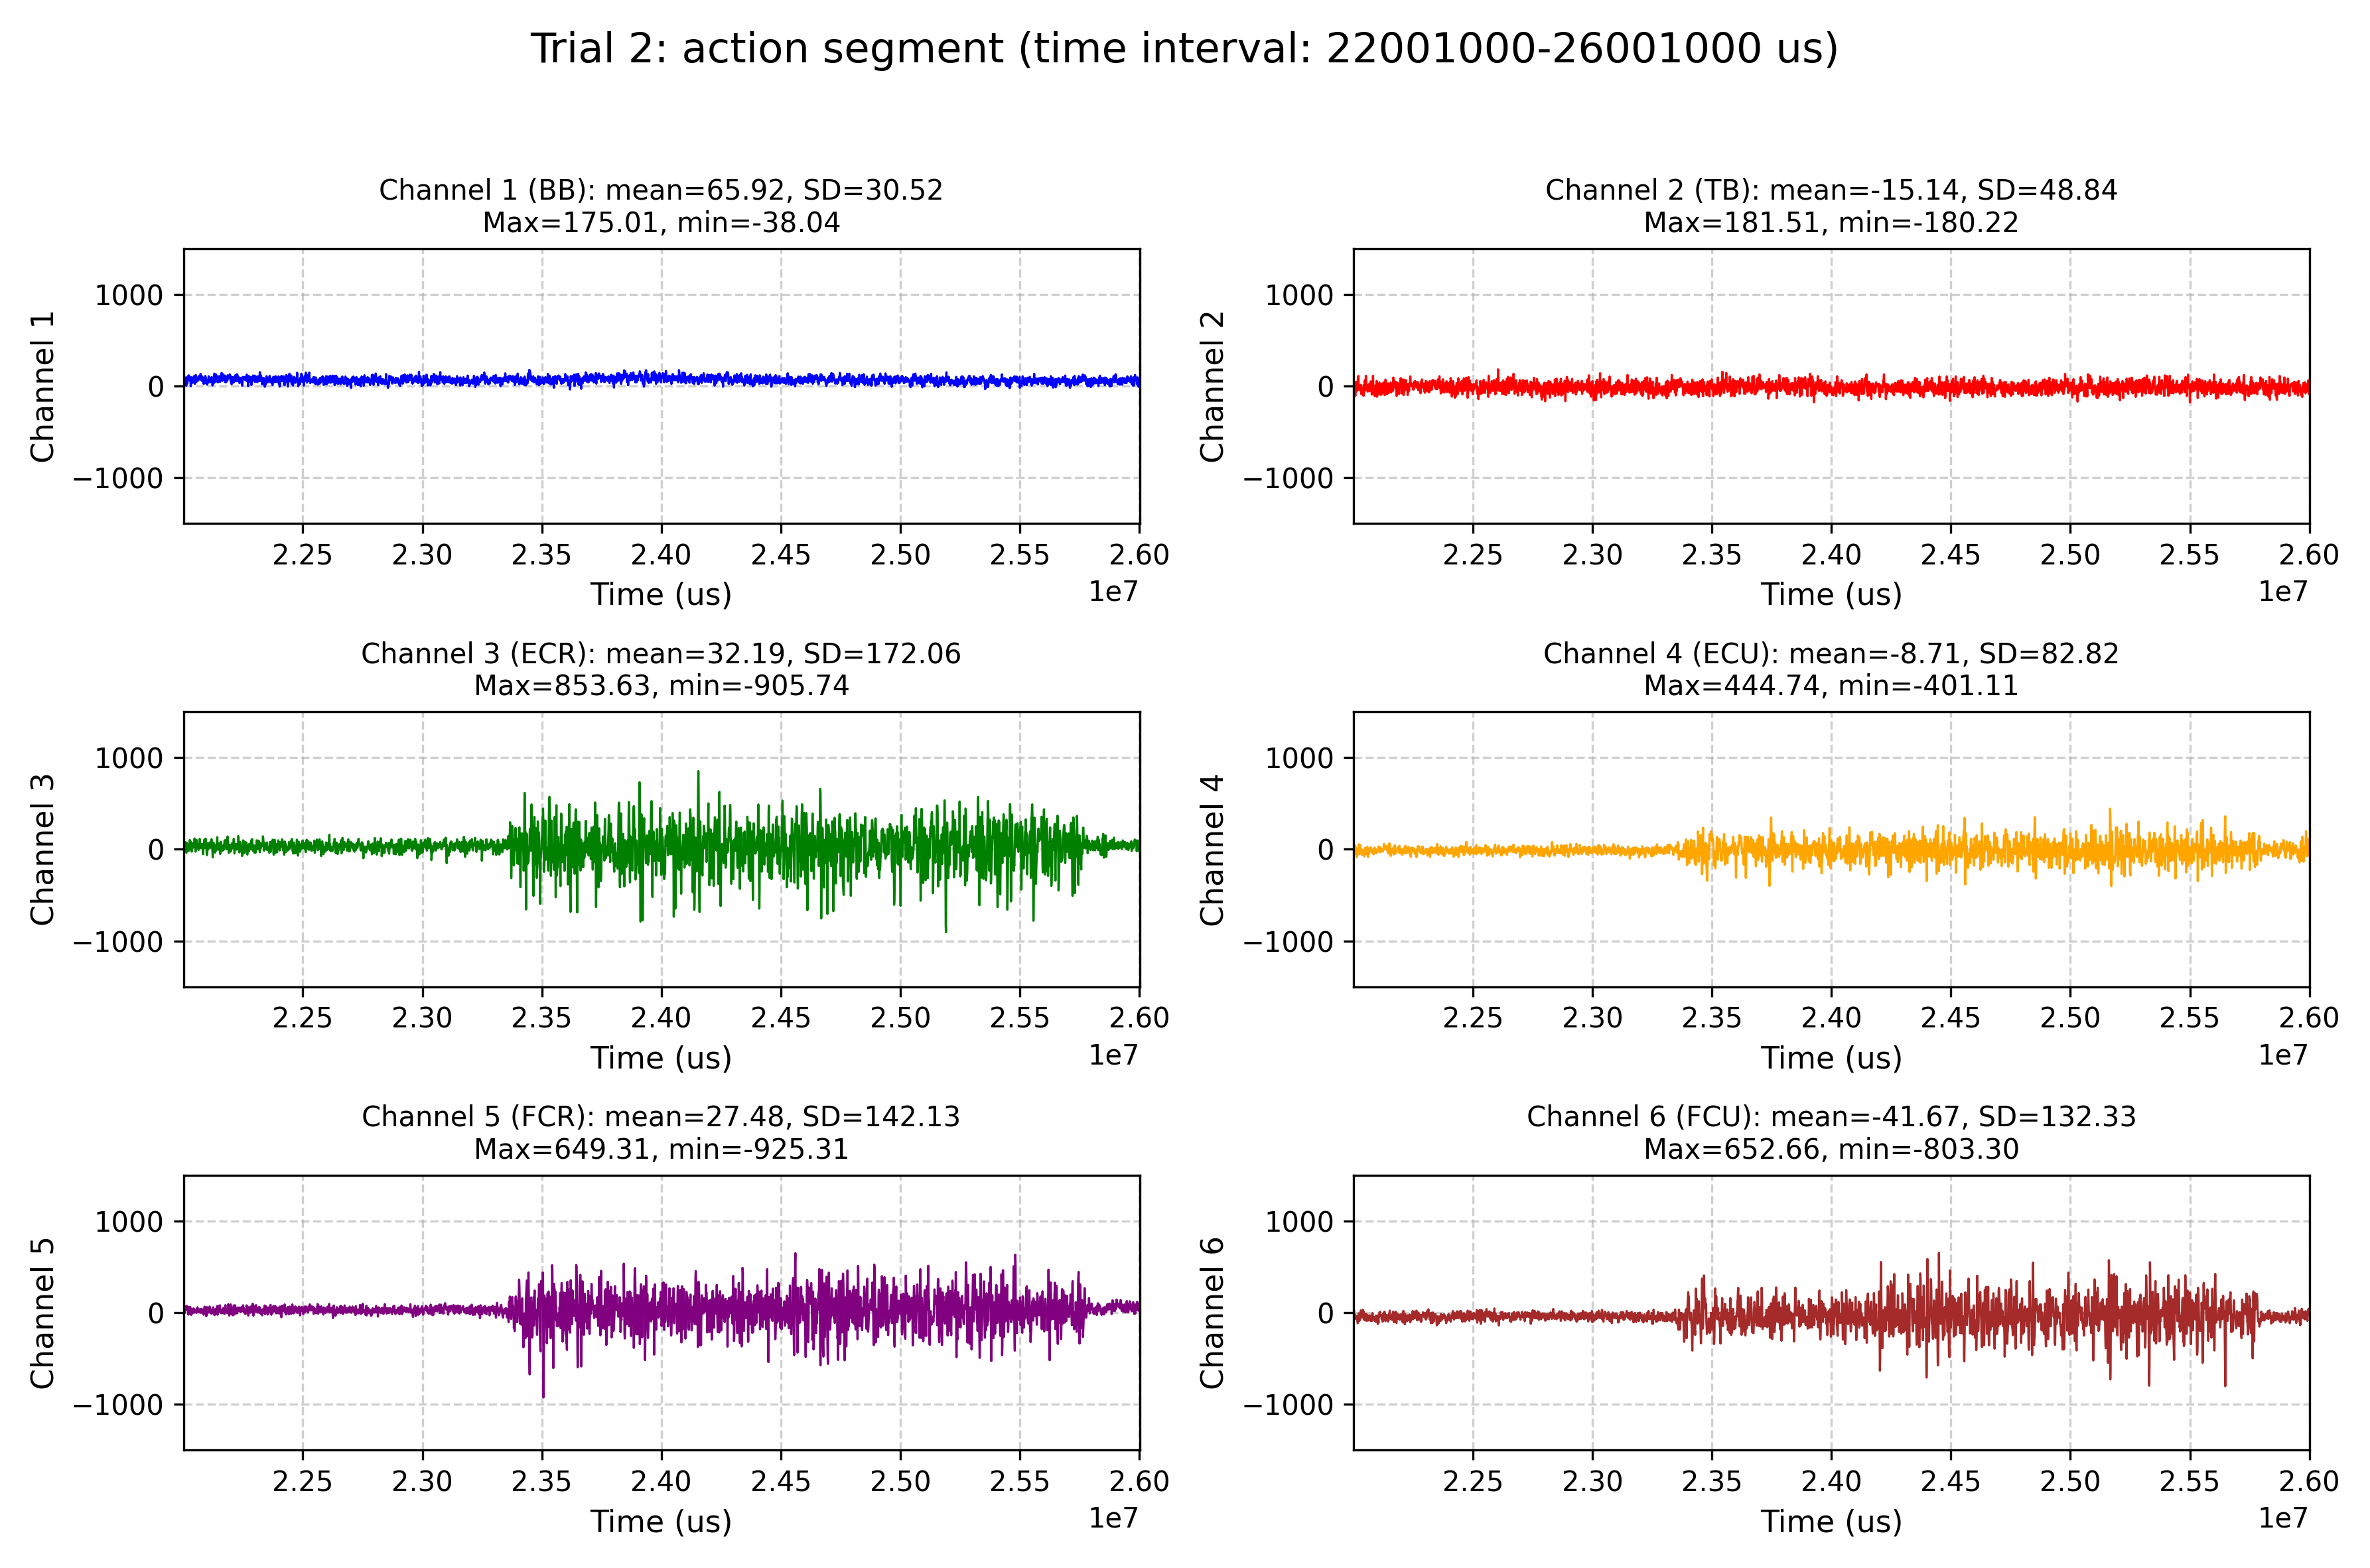 Trial 2: action segment (time interval: 22001000-26001000 us)
Channel 1 (BB): mean=65.92, SD=30.52
Max=175.01, min=-38.04
Channel 1
1000
0
−1000
2.25 2.30 2.35 2.40 2.45 2.50 2.55 2.60
Time (us)
1e7
Channel 2 (TB): mean=-15.14, SD=48.84
Max=181.51, min=-180.22
Channel 2
1000
0
−1000
2.25 2.30 2.35 2.40 2.45 2.50 2.55 2.60
Time (us)
1e7
Channel 3 (ECR): mean=32.19, SD=172.06
Max=853.63, min=-905.74
Channel 3
1000
0
−1000
2.25 2.30 2.35 2.40 2.45 2.50 2.55 2.60
Time (us)
1e7
Channel 4 (ECU): mean=-8.71, SD=82.82
Max=444.74, min=-401.11
Channel 4
1000
0
−1000
2.25 2.30 2.35 2.40 2.45 2.50 2.55 2.60
Time (us)
1e7
Channel 5 (FCR): mean=27.48, SD=142.13
Max=649.31, min=-925.31
Channel 5
1000
0
−1000
2.25 2.30 2.35 2.40 2.45 2.50 2.55 2.60
Time (us)
1e7
Channel 6 (FCU): mean=-41.67, SD=132.33
Max=652.66, min=-803.30
Channel 6
1000
0
−1000
2.25 2.30 2.35 2.40 2.45 2.50 2.55 2.60
Time (us)
1e7